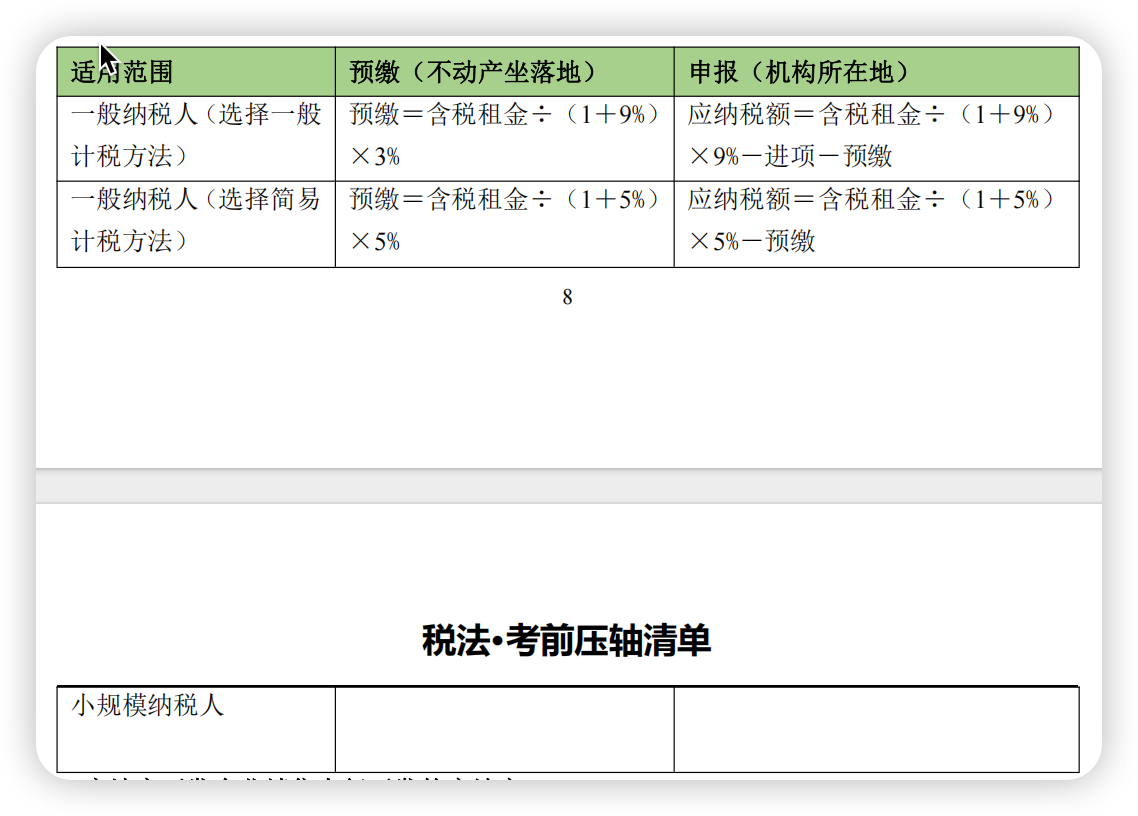 适用范围
预缴（不动产坐落地）
申报（机构所在地）
一般纳税人（选择一般
计税方法）
预缴＝含税租金÷（1＋9%）
×3%
应纳税额＝含税租金÷（1＋9%）
×9%－进项－预缴
一般纳税人（选择简易
计税方法）
预缴＝含税租金÷（1＋5%）
×5%
应纳税额＝含税租金÷（1＋5%）
×5%－预缴
8
税法•考前压轴清单
小规模纳税人